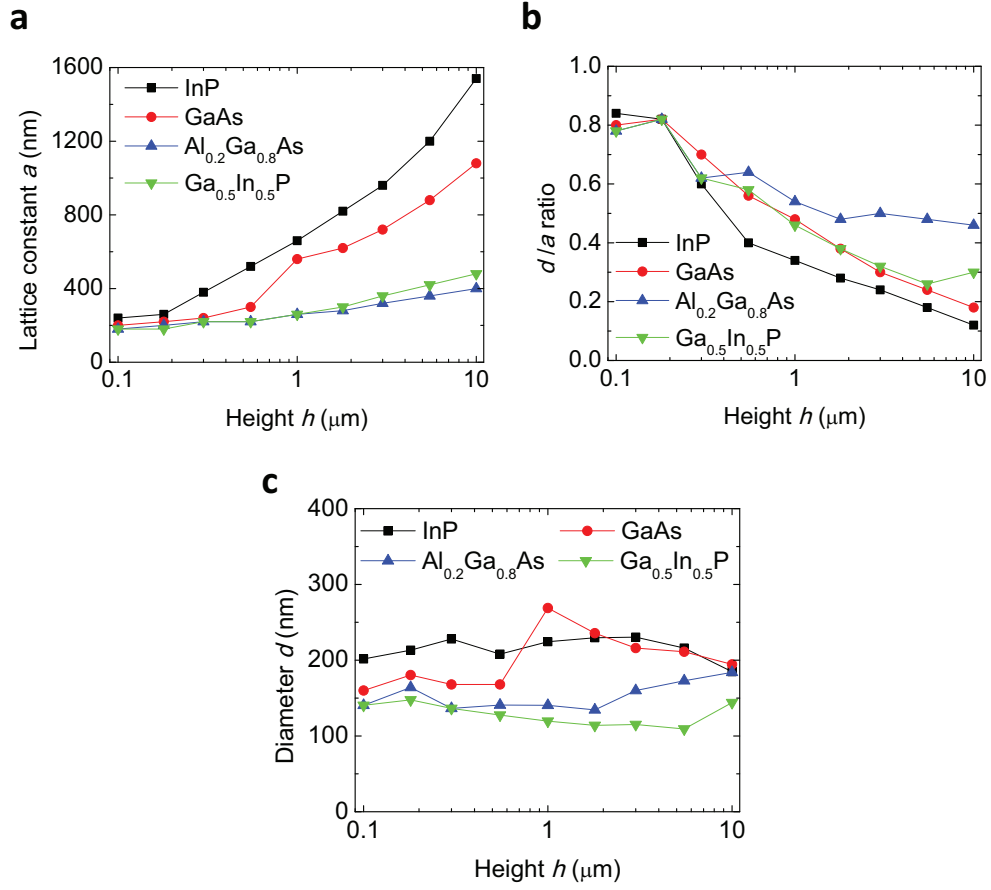 a
1600
1200
800
400
0
0.1
1
10
Lattice constant a (nm)
Height h (μm)
InP
GaAs
Al0.2Ga0.8As
Ga0.5In0.5P
b
1.0
0.8
0.6
0.4
0.2
0.0
0.1
1
10
d /a ratio
Height h (μm)
InP
GaAs
Al0.2Ga0.8As
Ga0.5In0.5P
c
400
300
200
100
0
0.1
1
10
Diameter d (nm)
Height h (μm)
InP
GaAs
Al0.2Ga0.8As
Ga0.5In0.5P